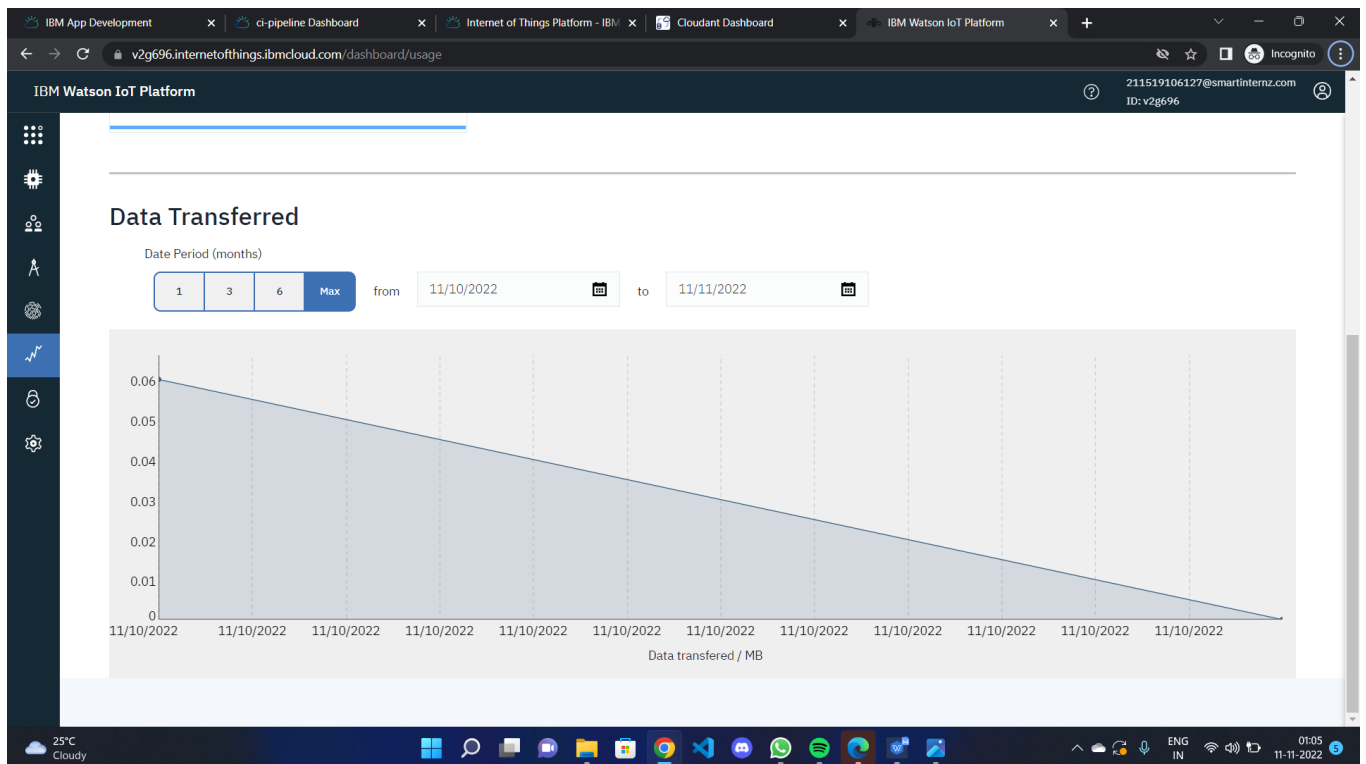 IBM App Development
ci-pipeline Dashboard
Internet of Things Platform - IBM
Cloudant Dashboard
IBM Watson IoT Platform
v2g696.internetofthings.ibmcloud.com/dashboard/usage
Incognito
IBM Watson IoT Platform
211519106127@smartinternz.com
ID: v2g696
Data Transferred
Date Period (months)
1 3 6 Max from 11/10/2022 to 11/11/2022
0.06
0.05
0.04
0.03
0.02
0.01
0
11/10/2022 11/10/2022 11/10/2022 11/10/2022 11/10/2022 11/10/2022 11/10/2022 11/10/2022 11/10/2022 11/10/2022 11/10/2022 11/10/2022
Data transfered / MB
25°C
Cloudy
ENG
IN
01:05
11-11-2022
5